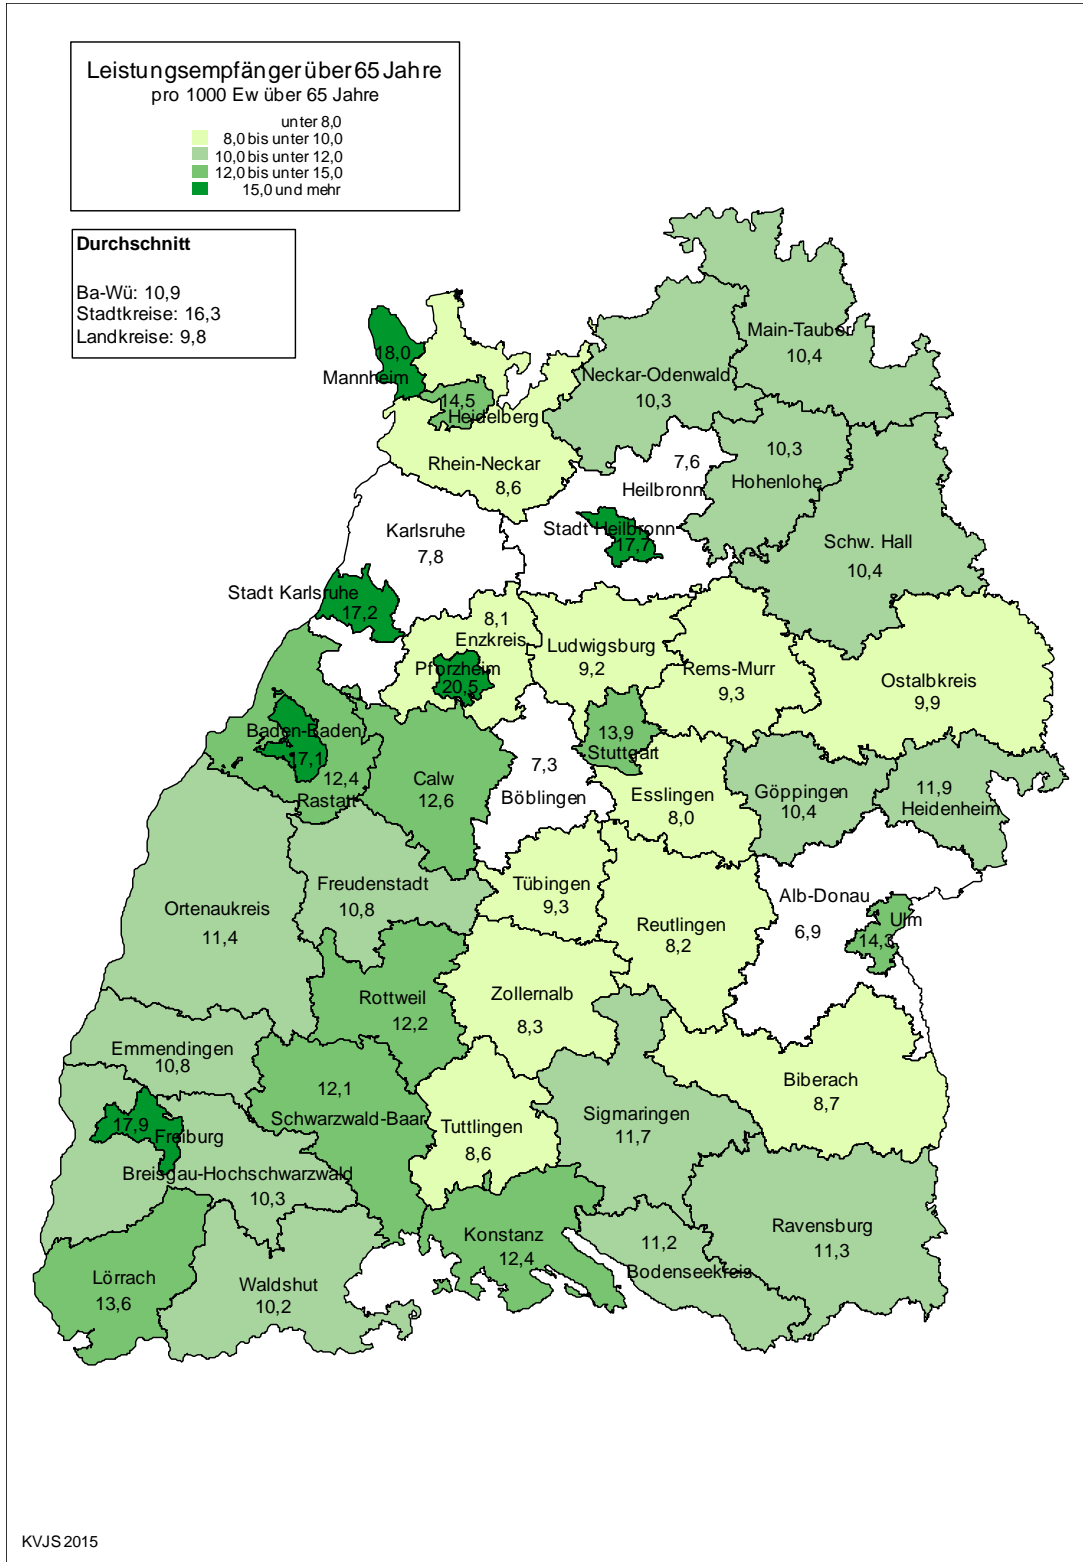 Leistungsempfänger über 65 Jahre
pro 1000 Ew über 65 Jahre
unter 8,0
8,0 bis unter 10,0
10,0 bis unter 12,0
12,0 bis unter 15,0
15,0 und mehr
Durchschnitt
Ba-Wü: 10,9
Stadtkreise: 16,3
Landkreise: 9,8
Main-Tauber
10,4
18,0
Mannheim
Neckar-Odenwald
10,3
14,5
Heidelberg
Rhein-Neckar
8,6
7,6
Heilbronn
10,3
Hohenlohe
Karlsruhe
7,8
Stadt Heilbronn
17,7
Schw. Hall
10,4
Stadt Karlsruhe
17,2
8,1
Enzkreis
Ludwigsburg
9,2
Rems-Murr
9,3
Ostalbkreis
9,9
Pforzheim
20,5
Baden-Baden
17,1
12,4
Rastatt
Calw
12,6
7,3
Böblingen
13,9
Stuttgart
Esslingen
8,0
Göppingen
10,4
11,9
Heidenheim
Freudenstadt
10,8
Tübingen
9,3
Ortenaukreis
11,4
Reutlingen
8,2
Alb-Donau
6,9
Ulm
14,3
Rottweil
12,2
Zollernalb
8,3
Emmendingen
10,8
12,1
Schwarzwald-Baar
Tuttlingen
8,6
Sigmaringen
11,7
Biberach
8,7
17,9
Freiburg
Breisgau-Hochschwarzwald
10,3
Konstanz
12,4
11,2
Bodenseekreis
Ravensburg
11,3
Lörrach
13,6
Waldshut
10,2
KVJS 2015